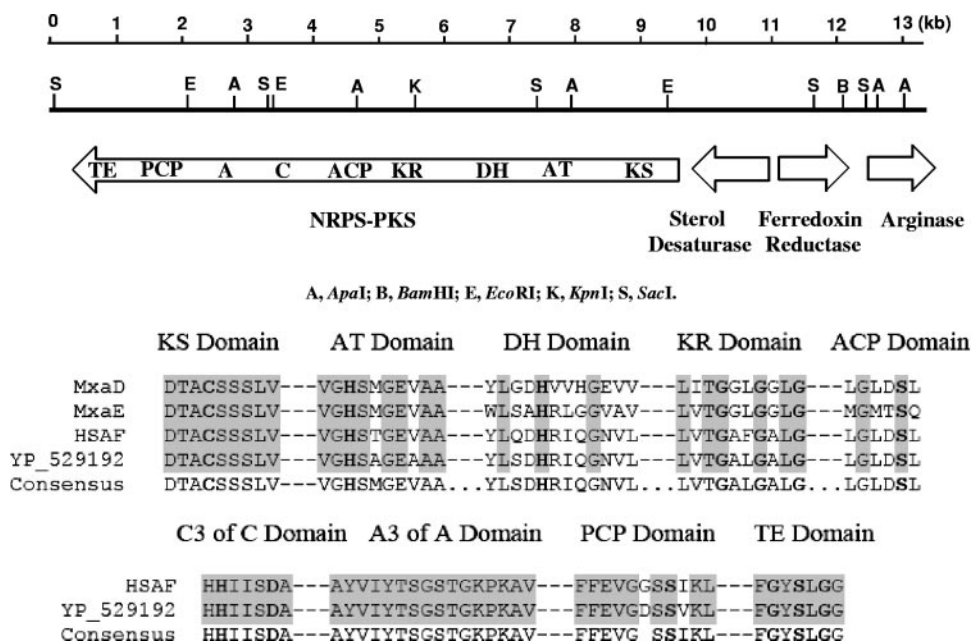 0 1 2 3 4 5 6 7 8 9 10 11 12 13 (kb)
S E A S E A K S A E S B S A A
TE PCP A C ACP KR DH AT KS
NRPS-PKS
Sterol Desaturase
Ferredoxin Reductase
Arginase
A, ApaI; B, BamHI; E, EcoRI; K, KpnI; S, SacI.
KS Domain AT Domain DH Domain KR Domain ACP Domain
MxaD DTACSSSLV---VGHSMGEVAA---YLGDHVVHGEVV---LITGGLGGLG---LGLDSL
MxaE DTACSSSLV---VGHSMGEVAA---WLSAHRLGGVAV---LVTGGLGGLG---MGMTSQ
HSAF DTACSSSLV---VGHSTGEVAA---YLQDHRIQGNVL---LVTGAFGALG---LGLDSL
YP_529192 DTACSSSLV---VGHSAGEAAA---YLSDHRIQGNVL---LVTGALGALG---LGLDSL
Consensus DTACSSSLV---VGHSMGEVAA...YLSDHRIQGNVL...LVTGALGALG...LGLDSL
C3 of C Domain A3 of A Domain PCP Domain TE Domain
HSAF HHIISDA---AYVIYTSGSTGKPKAV---FFEVGGSSIKL---FGYSLGG
YP_529192 HHIISDA---AYVIYTSGSTGKPKAV---FFEVGDSSVKL---FGYSLGG
Consensus HHIISDA---AYVIYTSGSTGKPKAV---FFEVG SSIKL---FGYSLGG